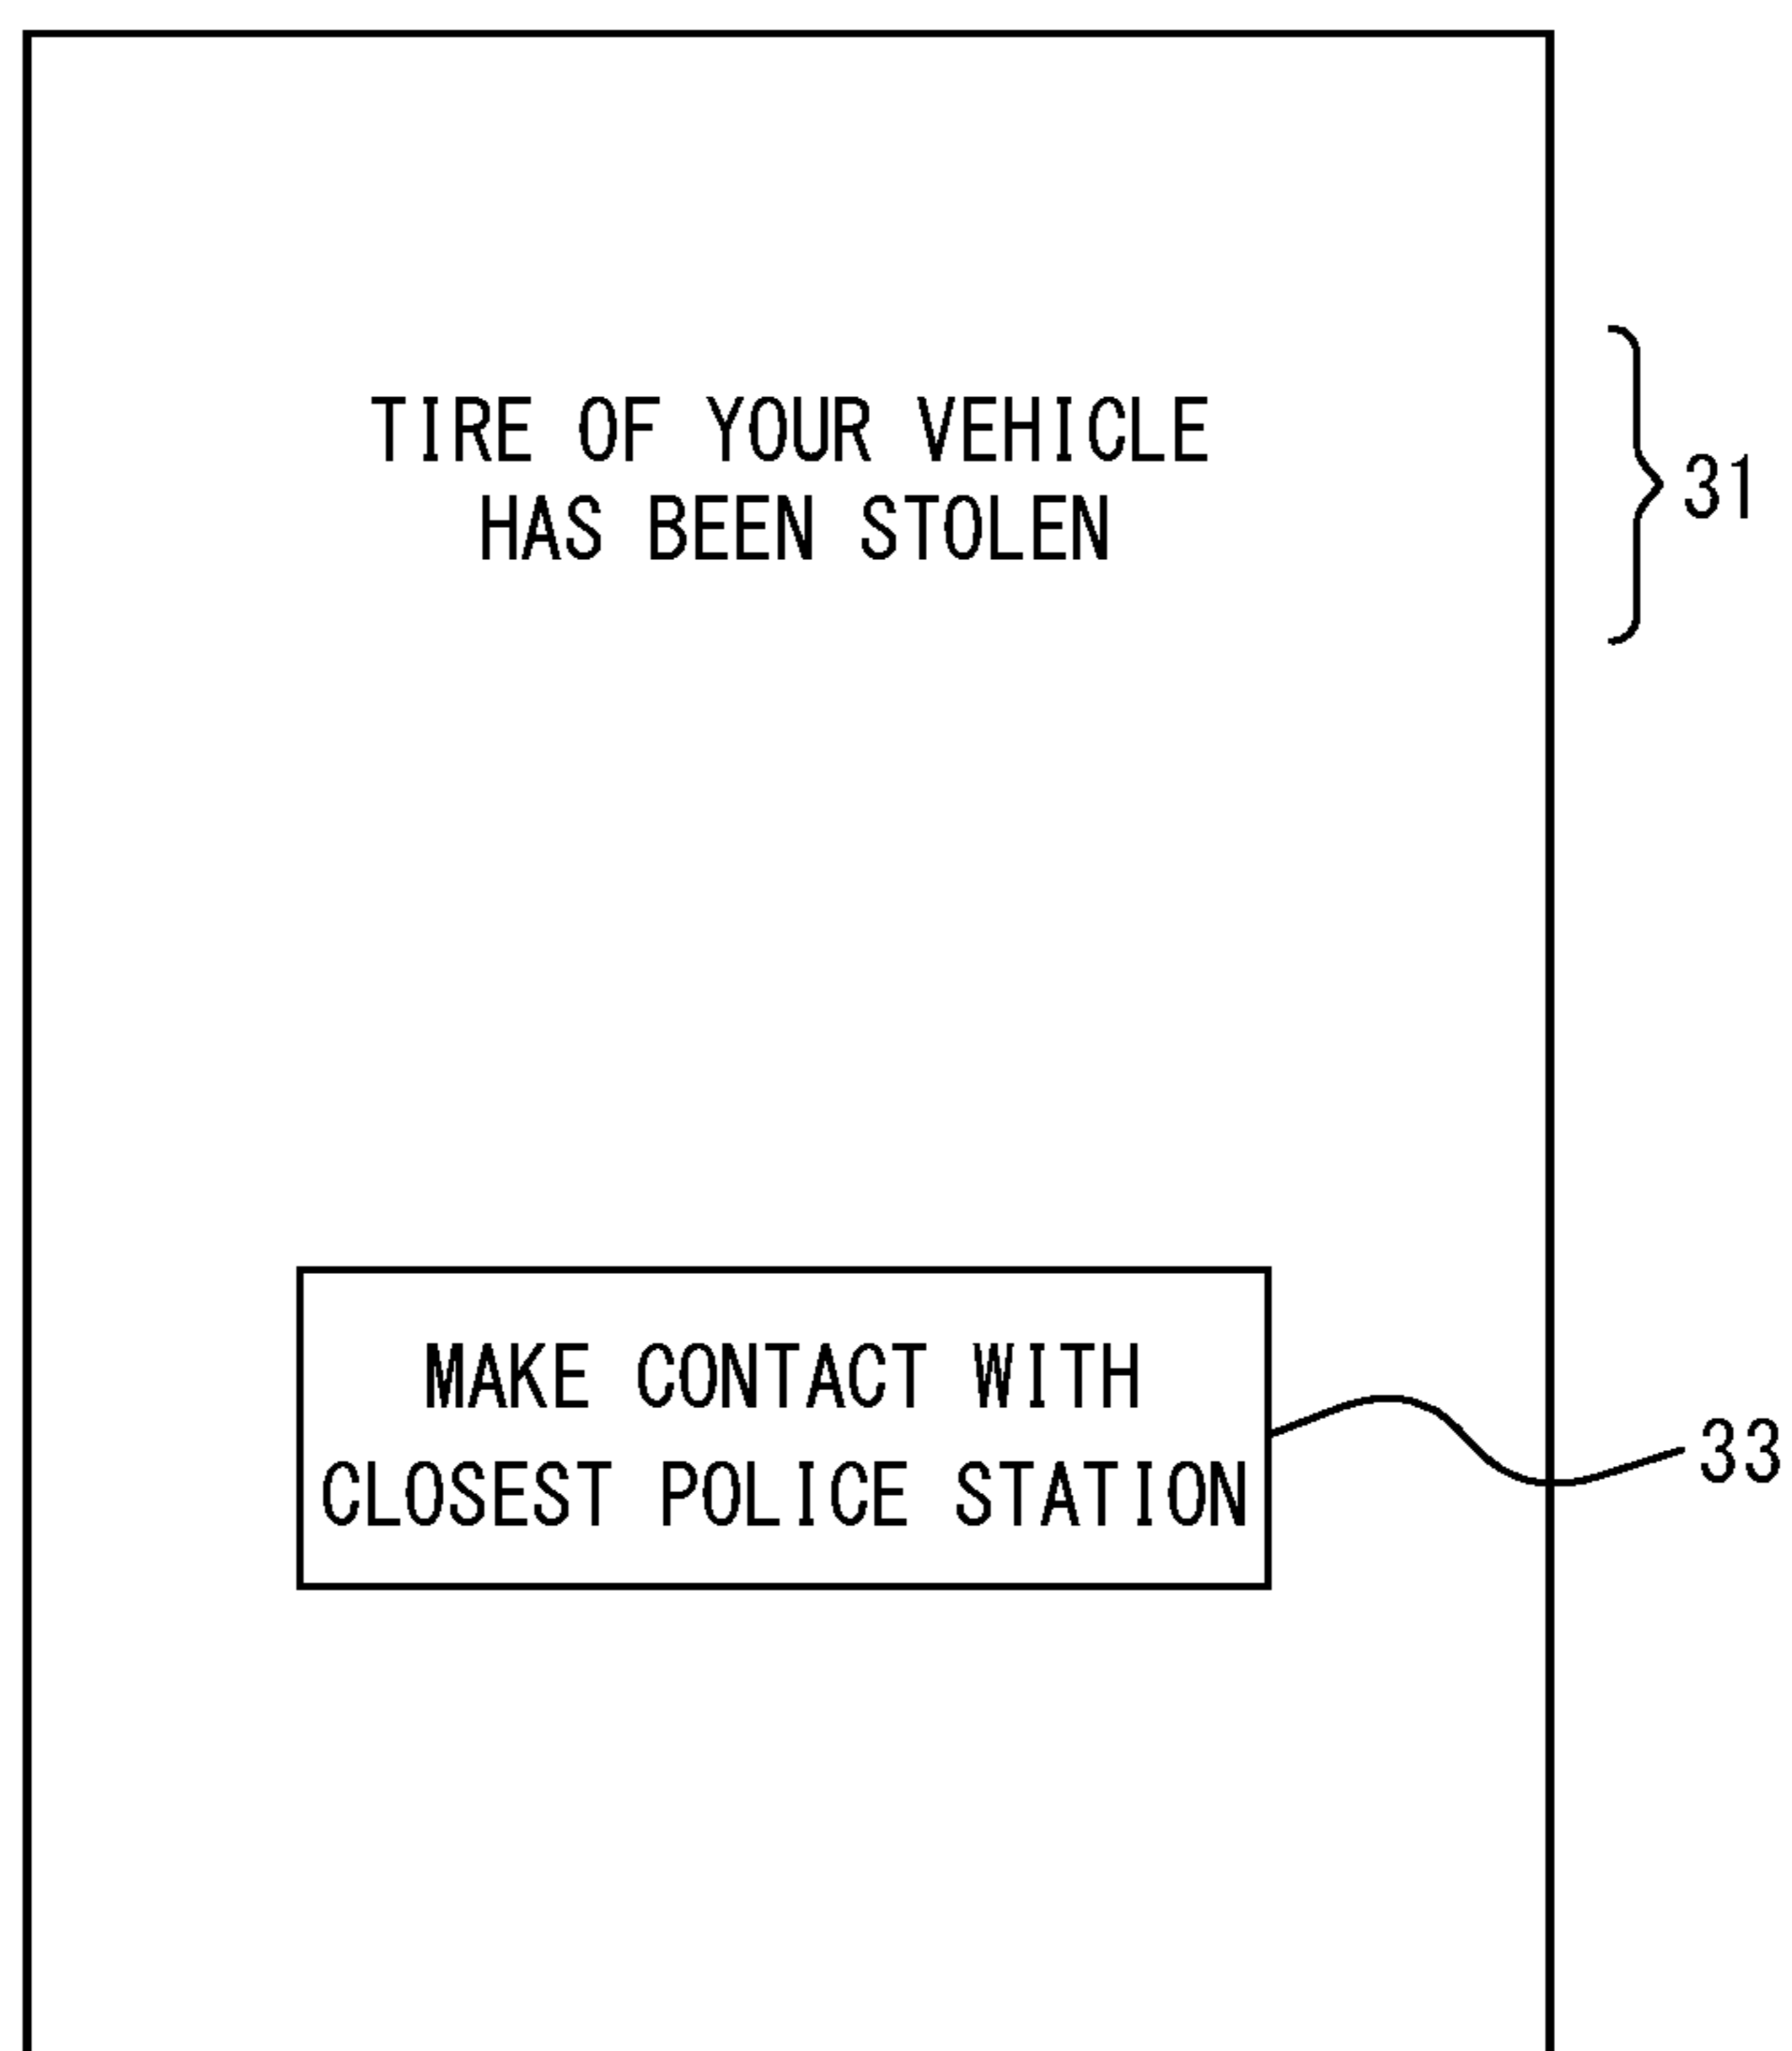 TIRE OF YOUR VEHICLE
HAS BEEN STOLEN
31
MAKE CONTACT WITH
CLOSEST POLICE STATION
33